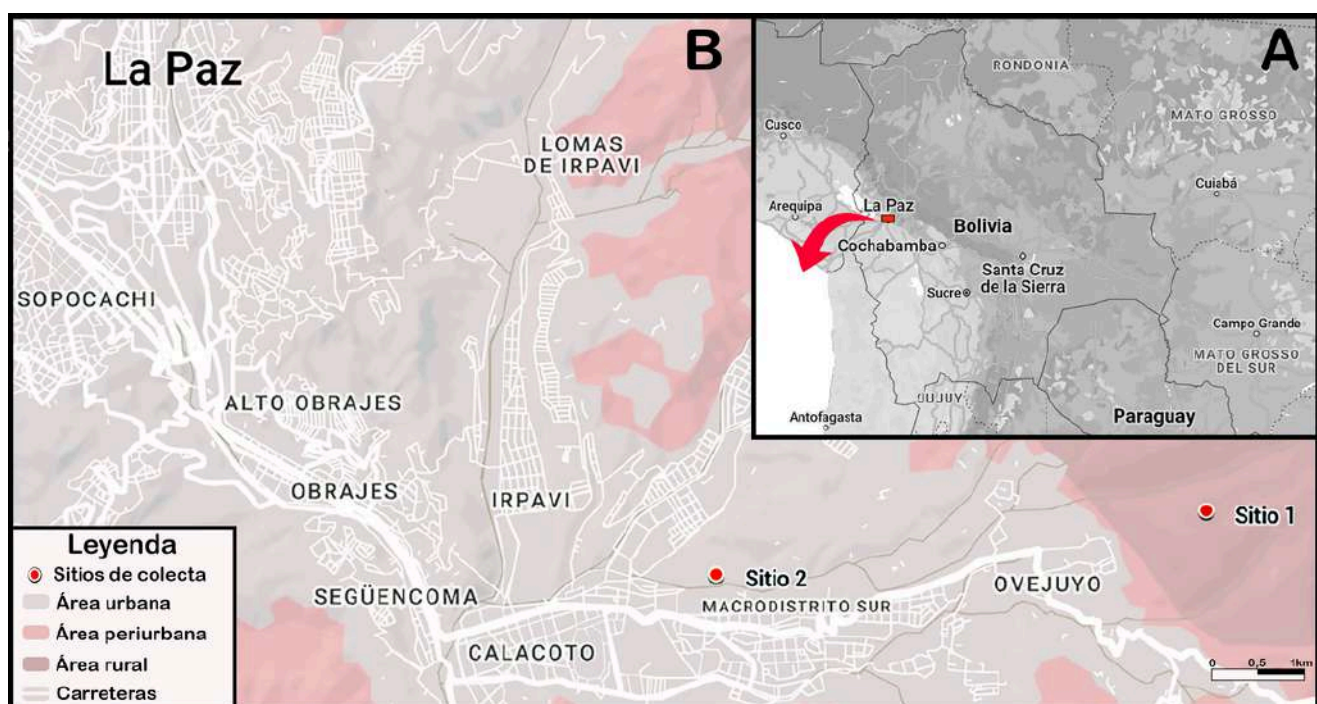 La Paz
B
LOMAS
DE IRPAVI
SOPOCACHI
ALTO OBRAJES
OBRAJES
IRPAVI
SEGÜENCOMA
CALACOTO
Sitio 2
MACRODISTRITO SUR
OVEJUYO
Sitio 1
0 0,5 1km
Leyenda
Sitios de colecta
Área urbana
Área periurbana
Área rural
Carreteras
A
RONDONIA
MATO GROSSO
Cusco
Cuiabá
Arequipa
La Paz
Bolivia
Cochabamba
Santa Cruz
de la Sierra
Sucre
Campo Grande
MATO GROSSO
DEL SUR
JUJUY
Paraguay
Antofagasta